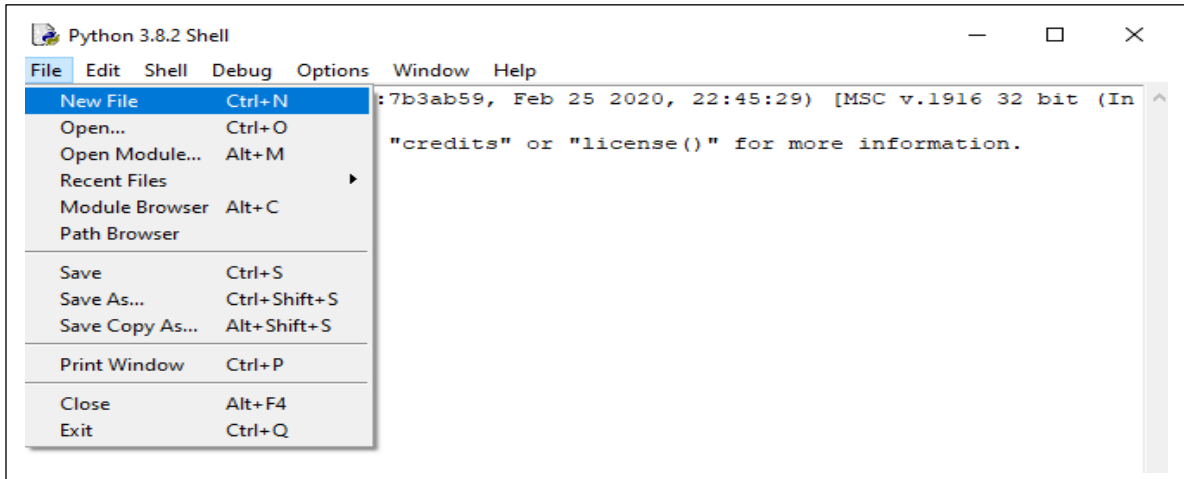 Python 3.8.2 Shell
File Edit Shell Debug Options Window Help
New File Ctrl+N
:7b3ab59, Feb 25 2020, 22:45:29) [MSC v.1916 32 bit (In
Open... Ctrl+O
"credits" or "license()" for more information.
Open Module... Alt+M
Recent Files
Module Browser Alt+C
Path Browser
Save Ctrl+S
Save As... Ctrl+Shift+S
Save Copy As... Alt+Shift+S
Print Window Ctrl+P
Close Alt+F4
Exit Ctrl+Q